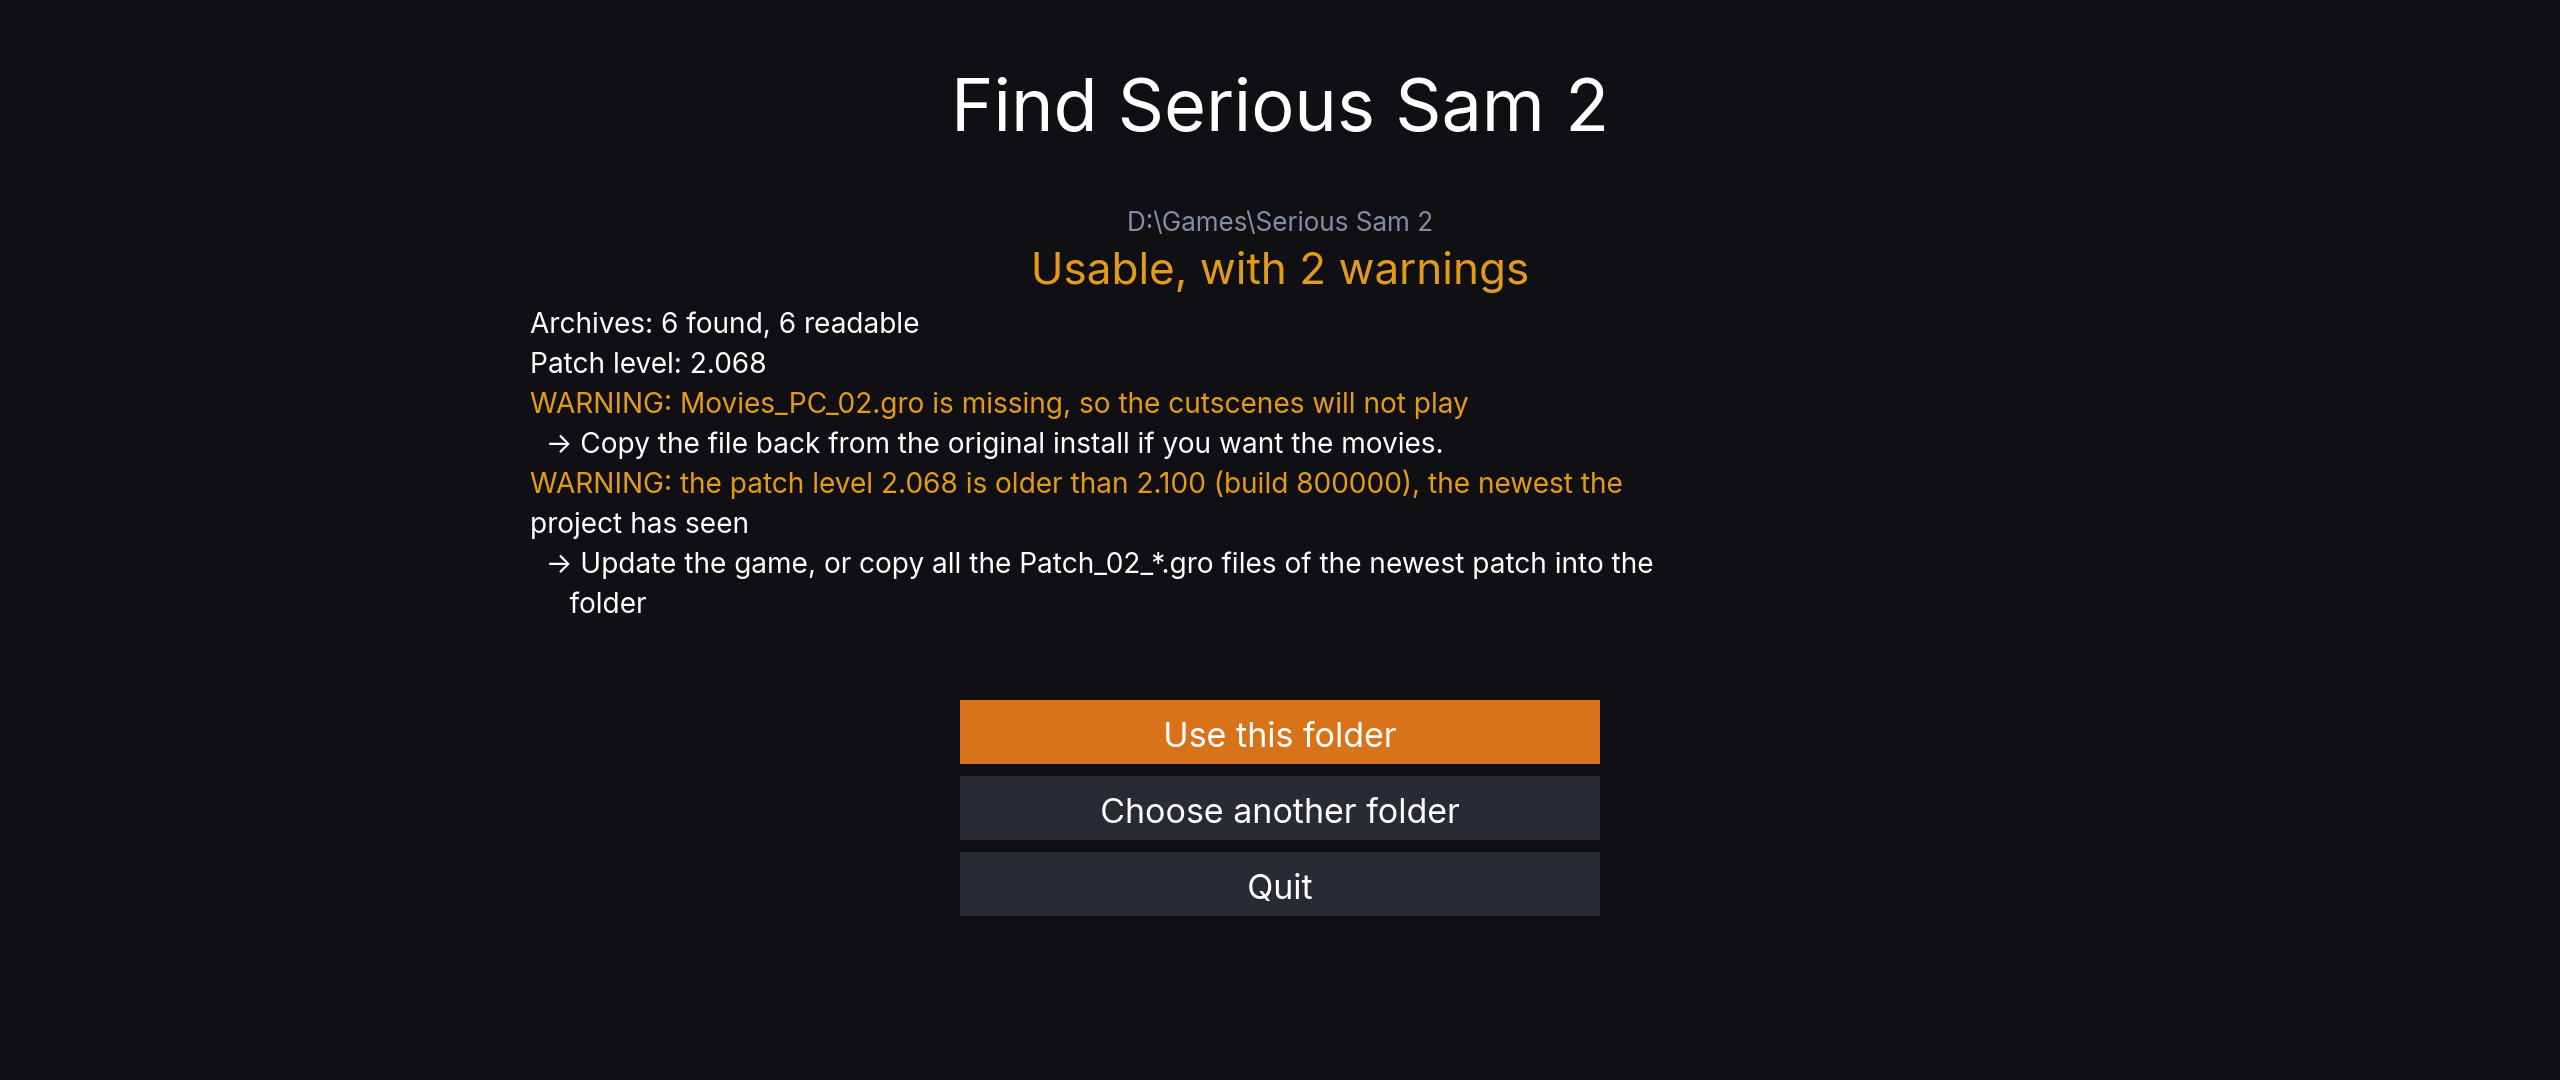 Find Serious Sam 2
D:\Games\Serious Sam 2
Usable, with 2 warnings
Archives: 6 found, 6 readable
Patch level: 2.068
WARNING: Movies_PC_02.gro is missing, so the cutscenes will not play
→ Copy the file back from the original install if you want the movies.
WARNING: the patch level 2.068 is older than 2.100 (build 800000), the newest the
project has seen
→ Update the game, or copy all the Patch_02_*.gro files of the newest patch into the
folder
Use this folder
Choose another folder
Quit